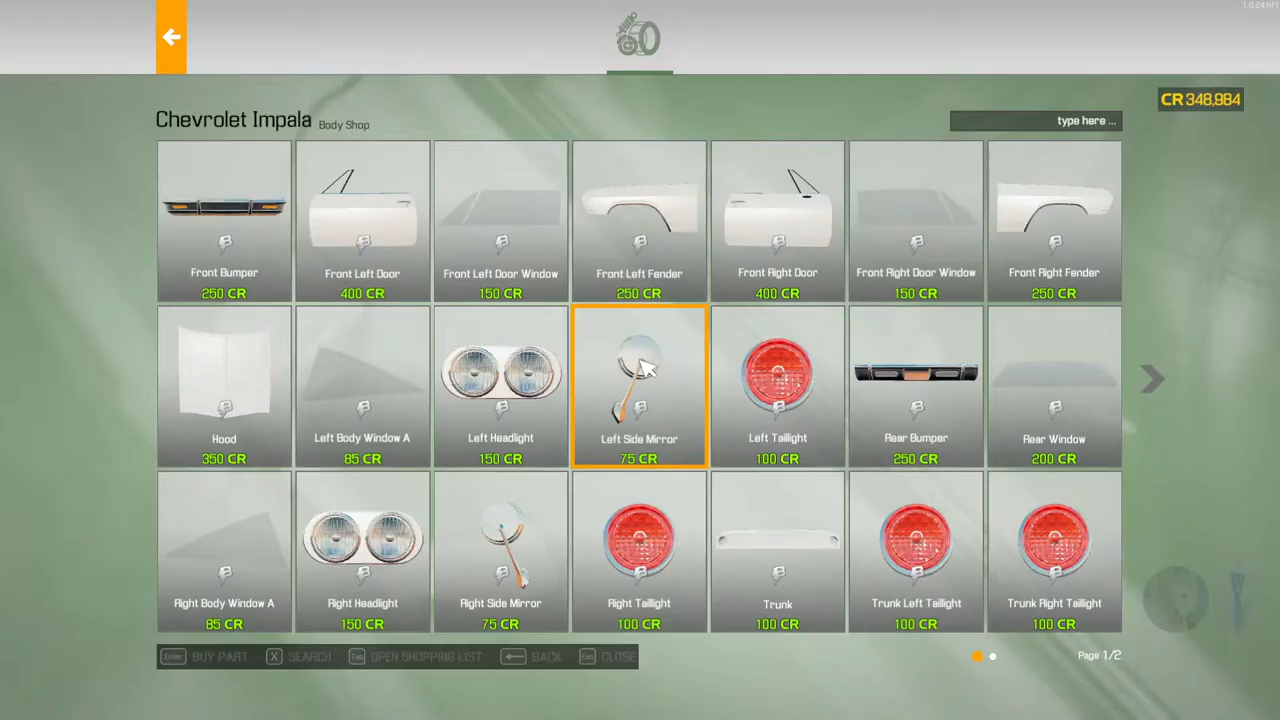 1.0.24 hf1
CR 348,984
Chevrolet Impala Body Shop
type here ...
Front Bumper
250 CR
Front Left Door
400 CR
Front Left Door Window
150 CR
Front Left Fender
250 CR
Front Right Door
400 CR
Front Right Door Window
150 CR
Front Right Fender
250 CR
Hood
350 CR
Left Body Window A
85 CR
Left Headlight
150 CR
Left Side Mirror
75 CR
Left Taillight
100 CR
Rear Bumper
250 CR
Rear Window
200 CR
Right Body Window A
85 CR
Right Headlight
150 CR
Right Side Mirror
75 CR
Right Taillight
100 CR
Trunk
100 CR
Trunk Left Taillight
100 CR
Trunk Right Taillight
100 CR
Enter BUY PART X SEARCH Tab OPEN SHOPPING LIST BACK Esc CLOSE
Page 1/2